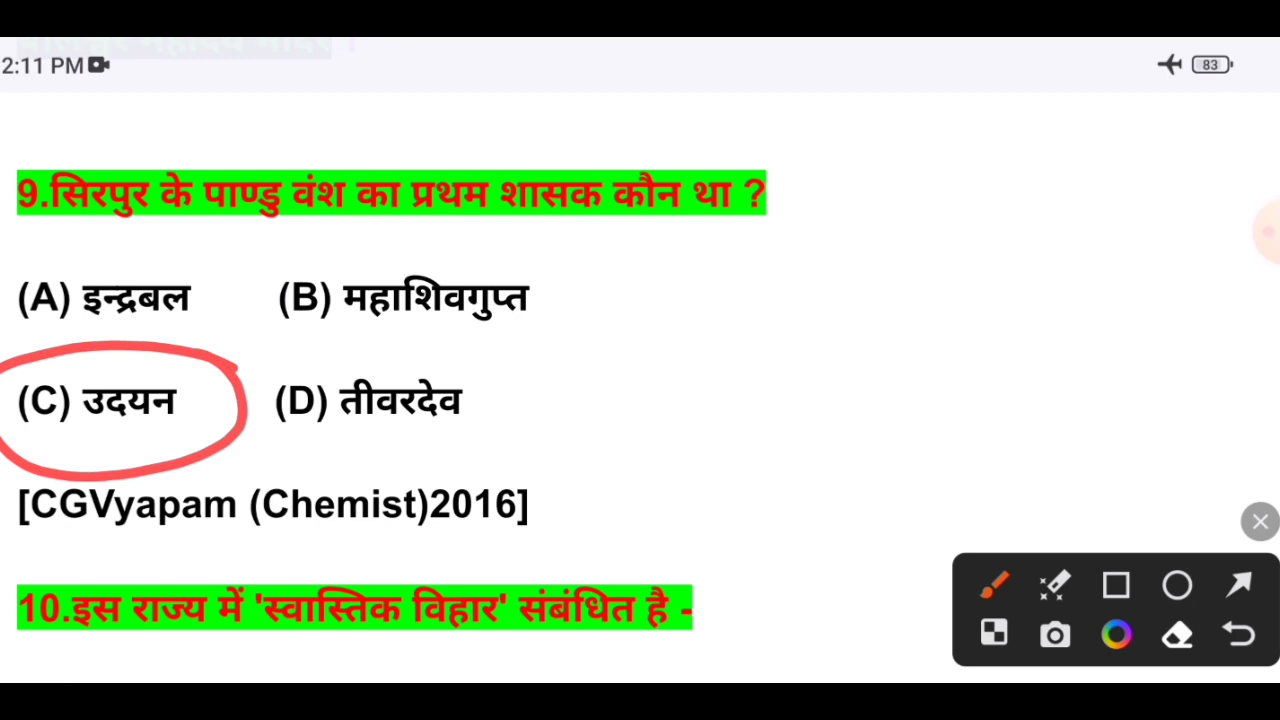 2:11 PM
83
9.सिरपुर के पाण्डु वंश का प्रथम शासक कौन था ?
(A) इन्द्रबल (B) महाशिवगुप्त
(C) उदयन (D) तीवरदेव
[CGVyapam (Chemist)2016]
10.इस राज्य में 'स्वास्तिक विहार' संबंधित है -